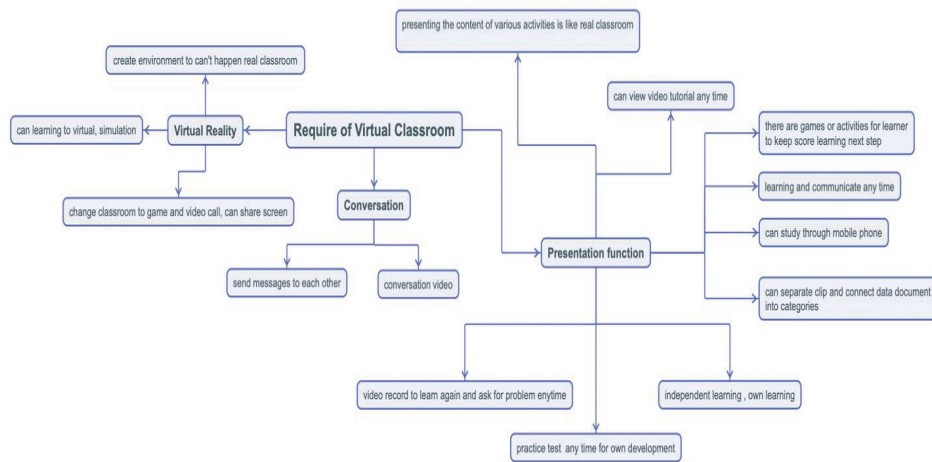 presenting the content of various activities is like real classroom
create environment to can't happen real classroom
can view video tutorial any time
can learning to virtual, simulation
Virtual Reality
Require of Virtual Classroom
there are games or activities for learner
to keep score learning next step
learning and communicate any time
change classroom to game and video call, can share screen
Conversation
can study through mobile phone
Presentation function
send messages to each other
conversation video
can separate clip and connect data document
into categories
video record to learn again and ask for problem enytime
independent learning , own learning
practice test any time for own development